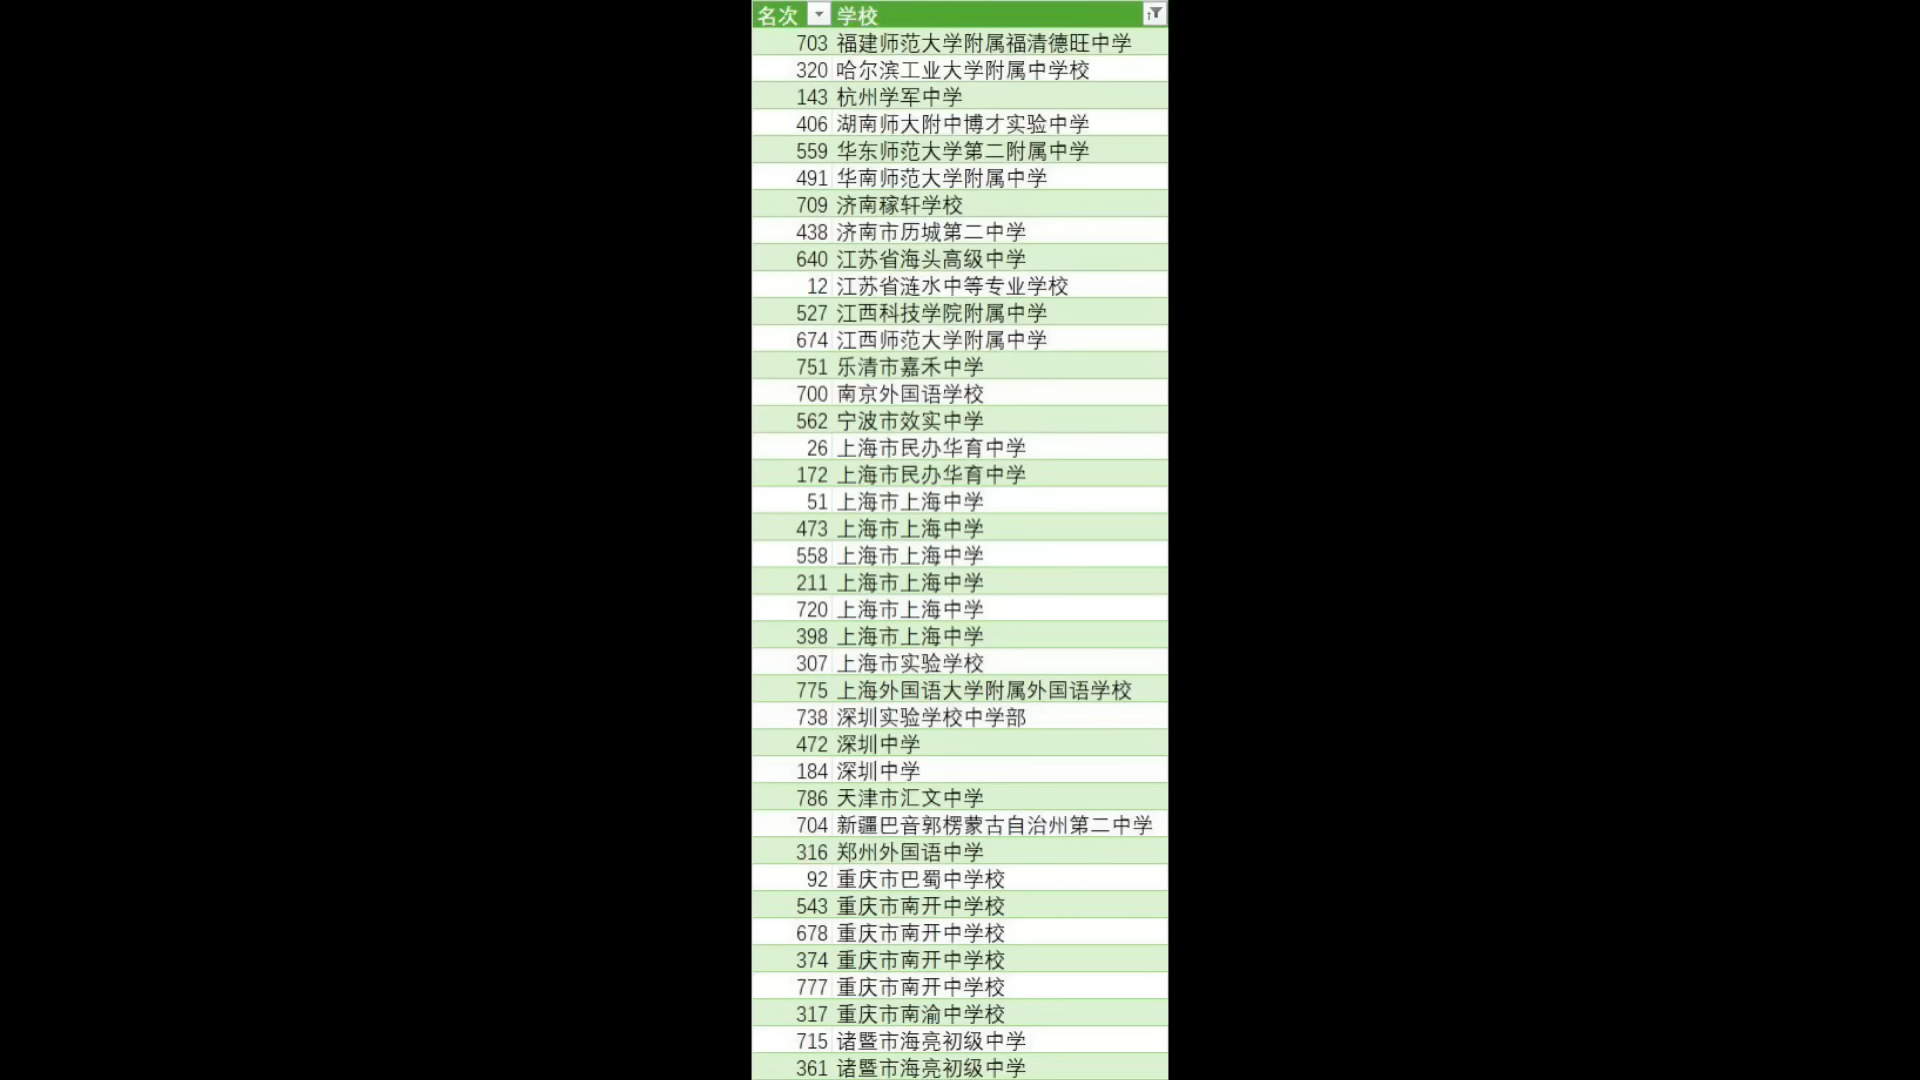 名次 学校
703 福建师范大学附属福清德旺中学
320 哈尔滨工业大学附属中学校
143 杭州学军中学
406 湖南师大附中博才实验中学
559 华东师范大学第二附属中学
491 华南师范大学附属中学
709 济南稼轩学校
438 济南市历城第二中学
640 江苏省海头高级中学
12 江苏省涟水中等专业学校
527 江西科技学院附属中学
674 江西师范大学附属中学
751 乐清市嘉禾中学
700 南京外国语学校
562 宁波市效实中学
26 上海市民办华育中学
172 上海市民办华育中学
51 上海市上海中学
473 上海市上海中学
558 上海市上海中学
211 上海市上海中学
720 上海市上海中学
398 上海市上海中学
307 上海市实验学校
775 上海外国语大学附属外国语学校
738 深圳实验学校中学部
472 深圳中学
184 深圳中学
786 天津市汇文中学
704 新疆巴音郭楞蒙古自治州第二中学
316 郑州外国语中学
92 重庆市巴蜀中学校
543 重庆市南开中学校
678 重庆市南开中学校
374 重庆市南开中学校
777 重庆市南开中学校
317 重庆市南渝中学校
715 诸暨市海亮初级中学
361 诸暨市海亮初级中学